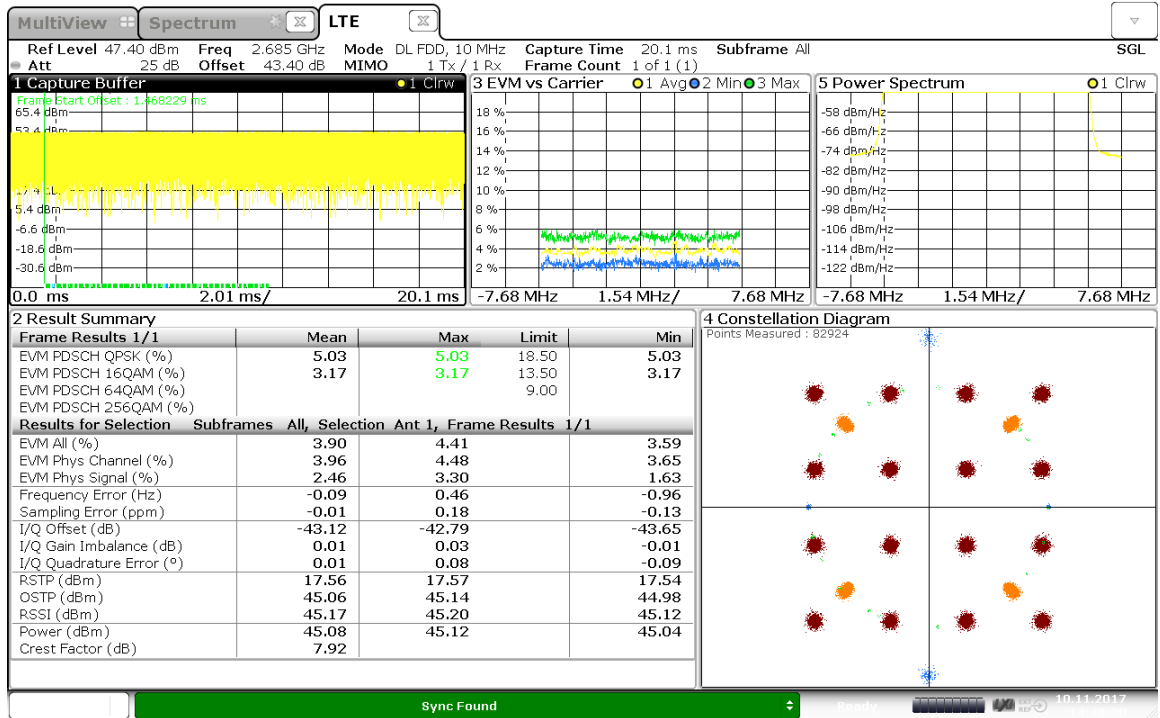 MultiView Spectrum LTE
Ref Level 47.40 dBm Freq 2.685 GHz Mode DL FDD, 10 MHz Capture Time 20.1 ms Subframe All SGL
Att 25 dB Offset 43.40 dB MIMO 1 Tx / 1 Rx Frame Count 1 of 1 (1)
1 Capture Buffer 1 Clrw
Frame Start Offset : 1.468229 ms
65.4 dBm
53.4 dBm
5.4 dBm
-6.6 dBm
-18.6 dBm
-30.6 dBm
0.0 ms 2.01 ms/ 20.1 ms
3 EVM vs Carrier 1 Avg 2 Min 3 Max
18 %
16 %
14 %
12 %
10 %
8 %
6 %
4 %
2 %
-7.68 MHz 1.54 MHz/ 7.68 MHz
5 Power Spectrum 1 Clrw
-58 dBm/Hz
-66 dBm/Hz
-74 dBm/Hz
-82 dBm/Hz
-90 dBm/Hz
-98 dBm/Hz
-106 dBm/Hz
-114 dBm/Hz
-122 dBm/Hz
-7.68 MHz 1.54 MHz/ 7.68 MHz
2 Result Summary
Frame Results 1/1 Mean Max Limit Min
EVM PDSCH QPSK (%) 5.03 5.03 18.50 5.03
EVM PDSCH 16QAM (%) 3.17 3.17 13.50 3.17
EVM PDSCH 64QAM (%) 9.00
EVM PDSCH 256QAM (%)
Results for Selection Subframes All, Selection Ant 1, Frame Results 1/1
EVM All (%) 3.90 4.41 3.59
EVM Phys Channel (%) 3.96 4.48 3.65
EVM Phys Signal (%) 2.46 3.30 1.63
Frequency Error (Hz) -0.09 0.46 -0.96
Sampling Error (ppm) -0.01 0.18 -0.13
I/Q Offset (dB) -43.12 -42.79 -43.65
I/Q Gain Imbalance (dB) 0.01 0.03 -0.01
I/Q Quadrature Error (°) 0.01 0.08 -0.09
RSTP (dBm) 17.56 17.57 17.54
OSTP (dBm) 45.06 45.14 44.98
RSSI (dBm) 45.17 45.20 45.12
Power (dBm) 45.08 45.12 45.04
Crest Factor (dB) 7.92
4 Constellation Diagram
Points Measured : 82924
Sync Found
Ready
LXI
10.11.2017